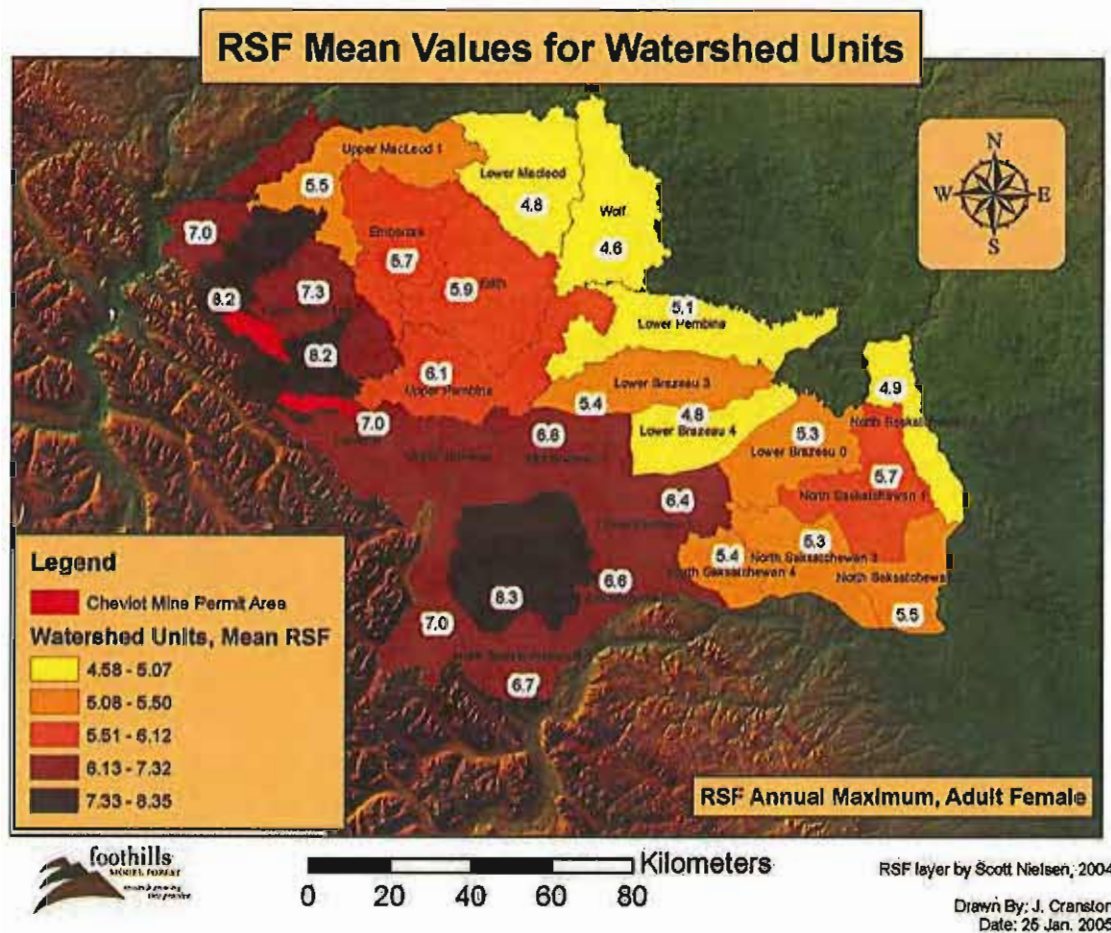 RSF Mean Values for Watershed Units
N
W
E
S
Upper MacLeod 1
5.5
Lower Macleod
4.8
Wolf
4.6
7.0
5.7
5.9
8.2
7.3
8.2
5.1
Lower Pembina
6.1
Upper Pembina
Lower Brazeau 3
5.4
4.9
North Saskatchewan
4.8
Lower Brazeau 4
5.3
Lower Brazeau 0
7.0
6.8
5.7
North Saskatchewan 1
6.4
5.3
North Saskatchewan 3
5.4
North Saskatchewan 4
North Saskatchewan
6.6
8.3
5.5
7.0
6.7
Legend
Cheviot Mine Permit Area
Watershed Units, Mean RSF
4.58 - 5.07
5.08 - 5.50
5.51 - 6.12
6.13 - 7.32
7.33 - 8.35
RSF Annual Maximum, Adult Female
foothills
MODEL FOREST
Kilometers
0 20 40 60 80
RSF layer by Scott Nielsen, 2004
Drawn By: J. Cranston
Date: 25 Jan. 2005